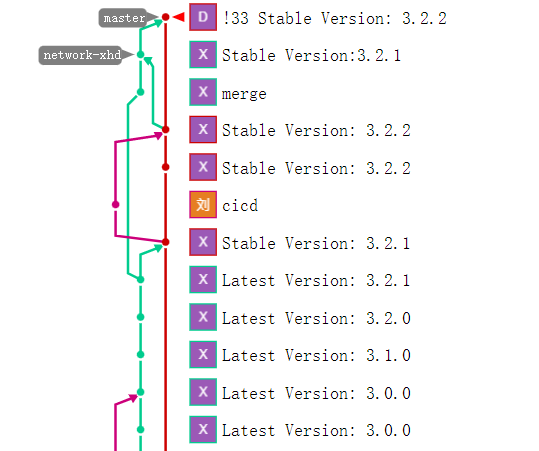 master D !33 Stable Version: 3.2.2
network-xhd X Stable Version:3.2.1
X merge
X Stable Version: 3.2.2
X Stable Version: 3.2.2
刘 cicd
X Stable Version: 3.2.1
X Latest Version: 3.2.1
X Latest Version: 3.2.0
X Latest Version: 3.1.0
X Latest Version: 3.0.0
X Latest Version: 3.0.0